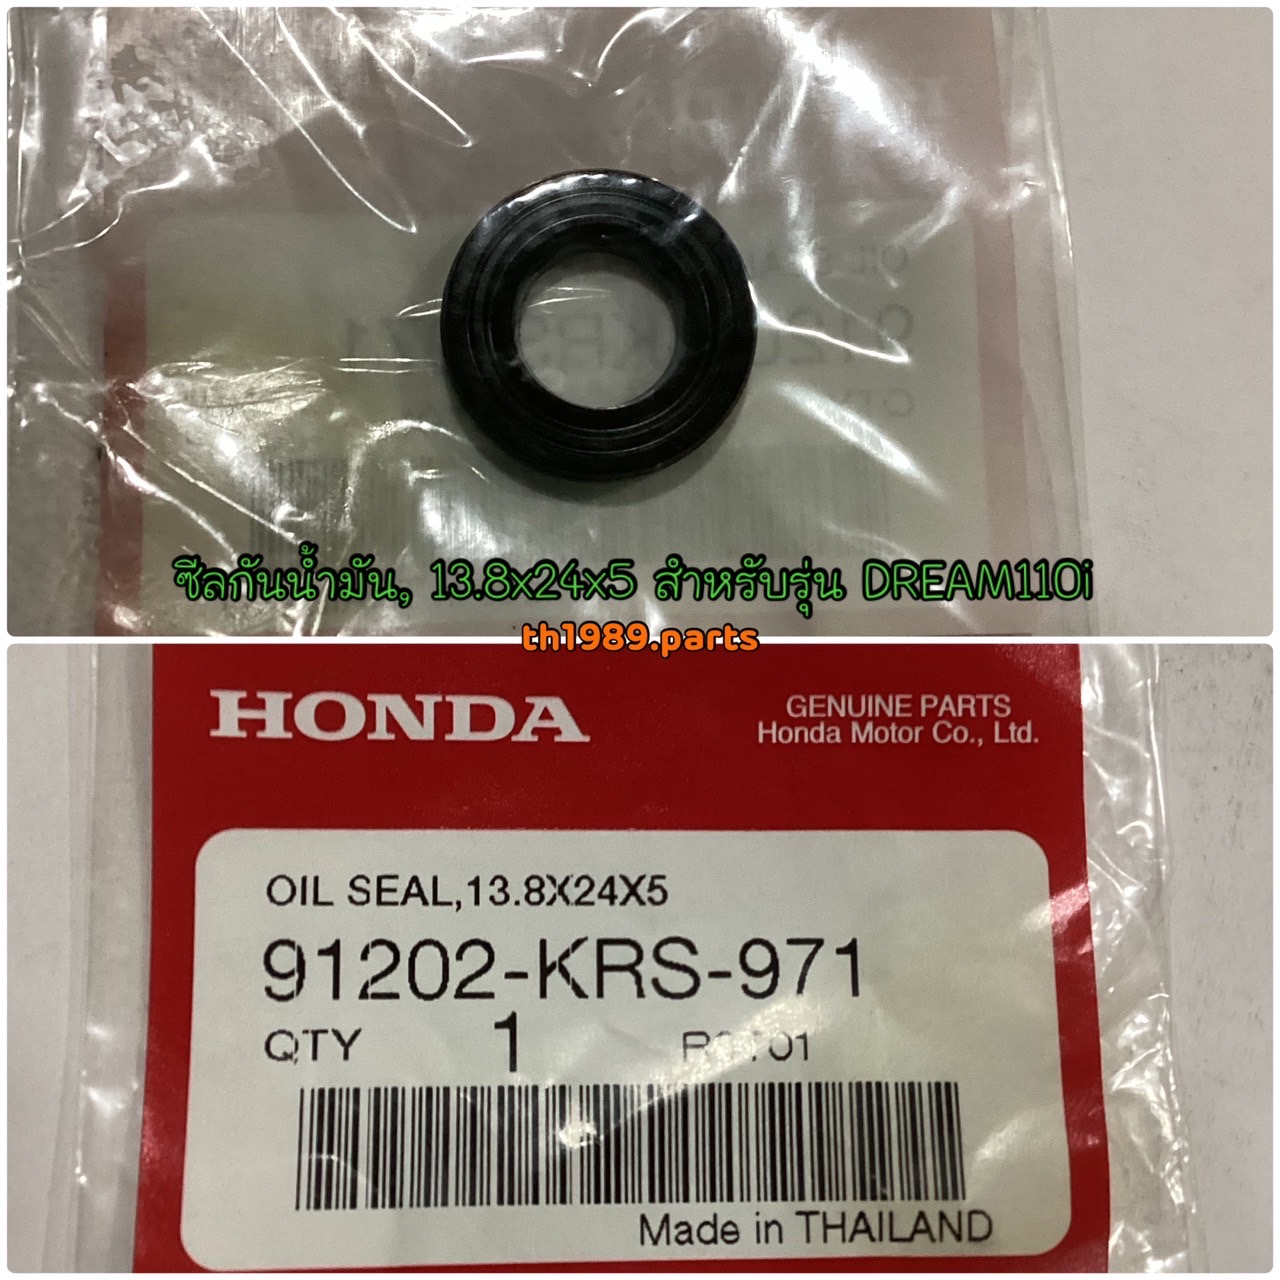 ซีลกันน้ำมัน, 13.8x24x5 สำหรับรุ่น DREAM110i
th1989.parts
HONDA
GENUINE PARTS
Honda Motor Co., Ltd.
OIL SEAL,13.8X24X5
91202-KRS-971
QTY 1
Made in THAILAND